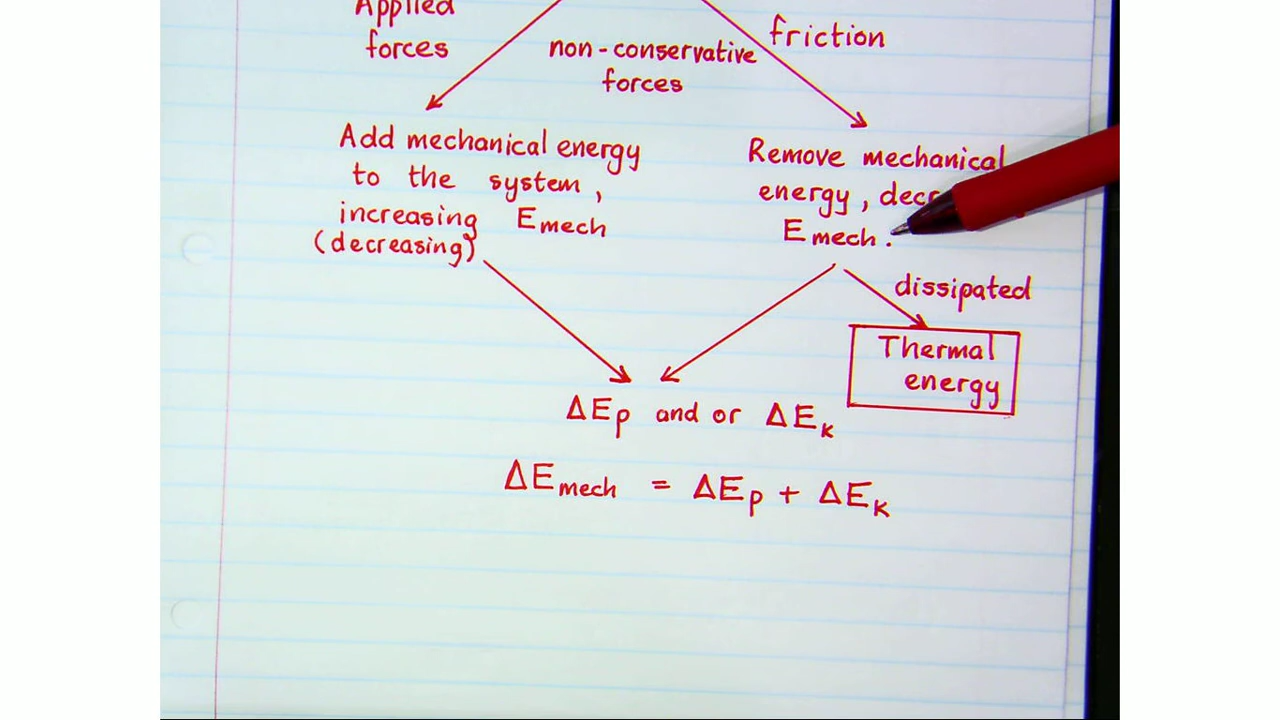 Applied
forces
non-conservative
forces
friction
Add mechanical energy
to the system,
increasing Emech
(decreasing)
Remove mechanical
energy,
Emech.
dissipated
Thermal
energy
ΔEp and or ΔEk
ΔEmech = ΔEp + ΔEk